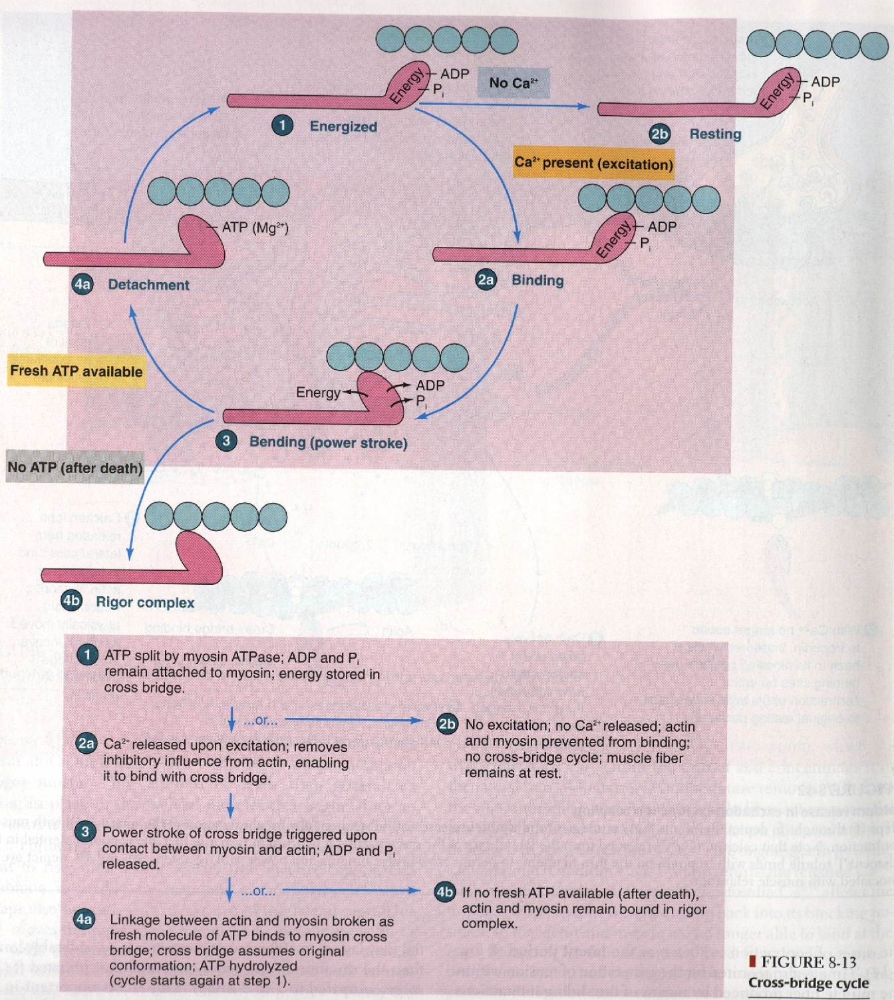 ADP
Pi
Energy
No Ca²⁺
ADP
Pi
Energy
1 Energized
2b Resting
Ca²⁺ present (excitation)
ATP (Mg²⁺)
ADP
Pi
Energy
4a Detachment
2a Binding
Fresh ATP available
Energy
ADP
Pi
3 Bending (power stroke)
No ATP (after death)
4b Rigor complex
1 ATP split by myosin ATPase; ADP and Pi
remain attached to myosin; energy stored in
cross bridge.
...or...
2b No excitation; no Ca²⁺ released; actin
and myosin prevented from binding;
no cross-bridge cycle; muscle fiber
remains at rest.
2a Ca²⁺ released upon excitation; removes
inhibitory influence from actin, enabling
it to bind with cross bridge.
3 Power stroke of cross bridge triggered upon
contact between myosin and actin; ADP and Pi
released.
...or...
4b If no fresh ATP available (after death),
actin and myosin remain bound in rigor
complex.
4a Linkage between actin and myosin broken as
fresh molecule of ATP binds to myosin cross
bridge; cross bridge assumes original
conformation; ATP hydrolyzed
(cycle starts again at step 1).
FIGURE 8-13
Cross-bridge cycle